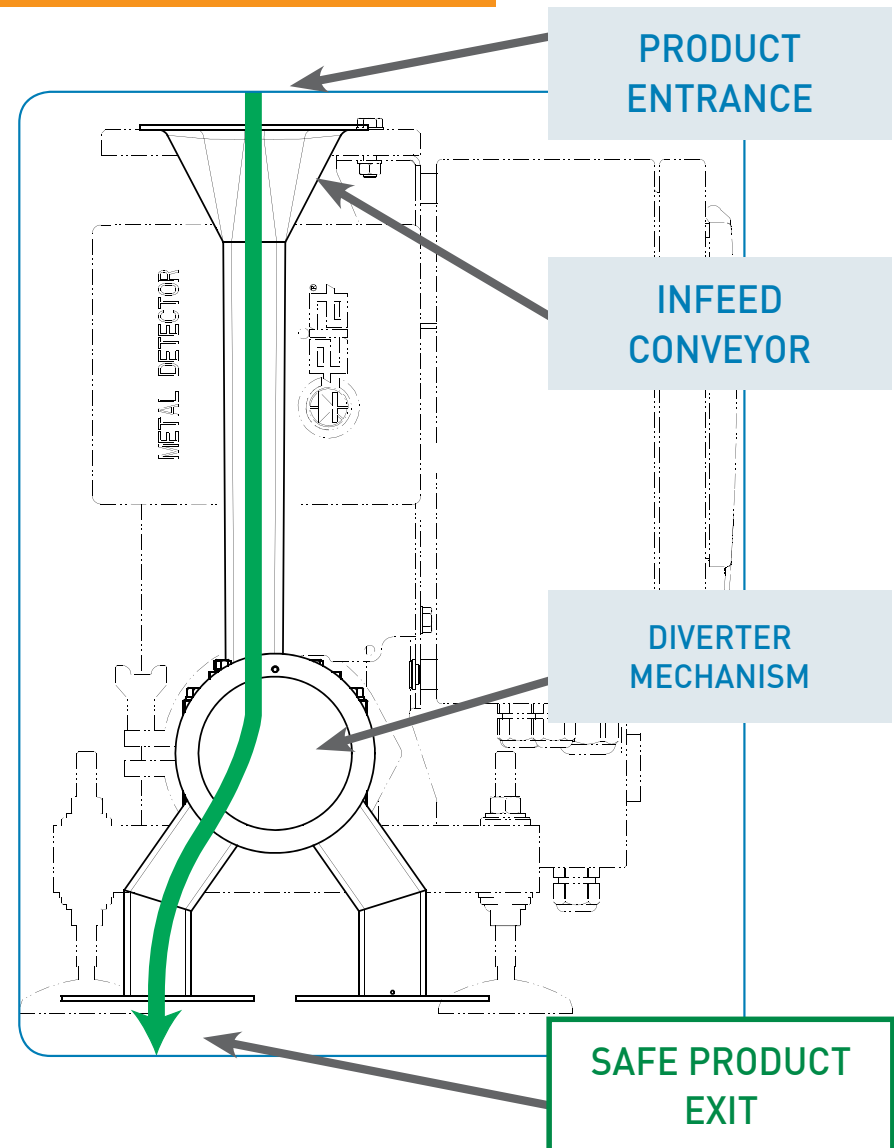 PRODUCT
ENTRANCE
INFEED
CONVEYOR
METAL DETECTOR
®
DIVERTER
MECHANISM
SAFE PRODUCT
EXIT